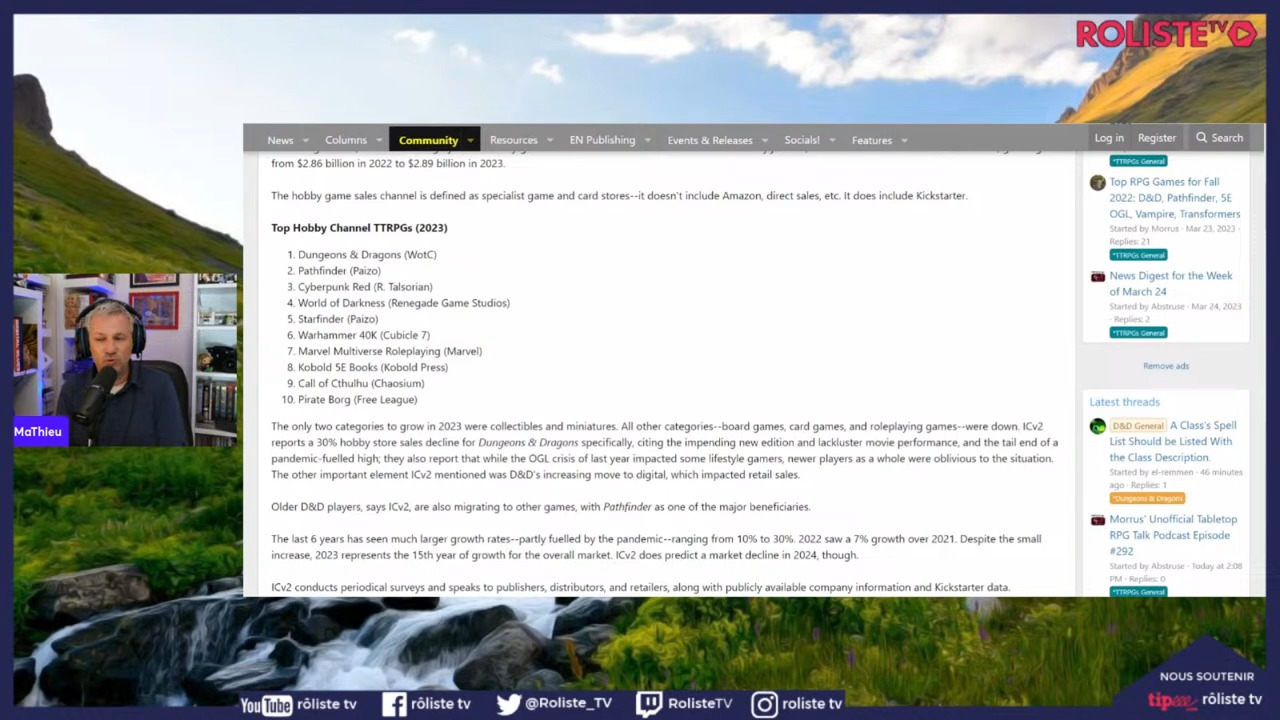 ROLISTE TV
News
Columns
Community
Resources
EN Publishing
Events & Releases
Socials!
Features
Log in
Register
Search
from $2.86 billion in 2022 to $2.89 billion in 2023.
The hobby game sales channel is defined as specialist game and card stores--it doesn't include Amazon, direct sales, etc. It does include Kickstarter.
Top Hobby Channel TTRPGs (2023)
1. Dungeons & Dragons (WotC)
2. Pathfinder (Paizo)
3. Cyberpunk Red (R. Talsorian)
4. World of Darkness (Renegade Game Studios)
5. Starfinder (Paizo)
6. Warhammer 40K (Cubicle 7)
7. Marvel Multiverse Roleplaying (Marvel)
8. Kobold 5E Books (Kobold Press)
9. Call of Cthulhu (Chaosium)
10. Pirate Borg (Free League)
The only two categories to grow in 2023 were collectibles and miniatures. All other categories--board games, card games, and roleplaying games--were down. ICv2
reports a 30% hobby store sales decline for Dungeons & Dragons specifically, citing the impending new edition and lackluster movie performance, and the tail end of a
pandemic-fuelled high; they also report that while the OGL crisis of last year impacted some lifestyle gamers, newer players as a whole were oblivious to the situation.
The other important element ICv2 mentioned was D&D's increasing move to digital, which impacted retail sales.
Older D&D players, says ICv2, are also migrating to other games, with Pathfinder as one of the major beneficiaries.
The last 6 years has seen much larger growth rates--partly fuelled by the pandemic--ranging from 10% to 30%. 2022 saw a 7% growth over 2021. Despite the small
increase, 2023 represents the 15th year of growth for the overall market. ICv2 does predict a market decline in 2024, though.
ICv2 conducts periodical surveys and speaks to publishers, distributors, and retailers, along with publicly available company information and Kickstarter data.
*TTRPGs General
Top RPG Games for Fall
2022: D&D, Pathfinder, 5E
OGL, Vampire, Transformers
Started by Morrus · Mar 23, 2023 ·
Replies: 21
*TTRPGs General
News Digest for the Week
of March 24
Started by Abstruse · Mar 24, 2023
· Replies: 2
*TTRPGs General
Remove ads
Latest threads
D&D General A Class's Spell
List Should be Listed With
the Class Description.
Started by el-remmen · 46 minutes
ago · Replies: 1
*Dungeons & Dragons
Morrus' Unofficial Tabletop
RPG Talk Podcast Episode
#292
Started by Abstruse · Today at 2:08
PM · Replies: 0
*TTRPGs General
MaThieu
YouTube rôliste tv
rôliste tv
@Roliste_TV
RolisteTV
rôliste tv
NOUS SOUTENIR
tipeee rôliste tv